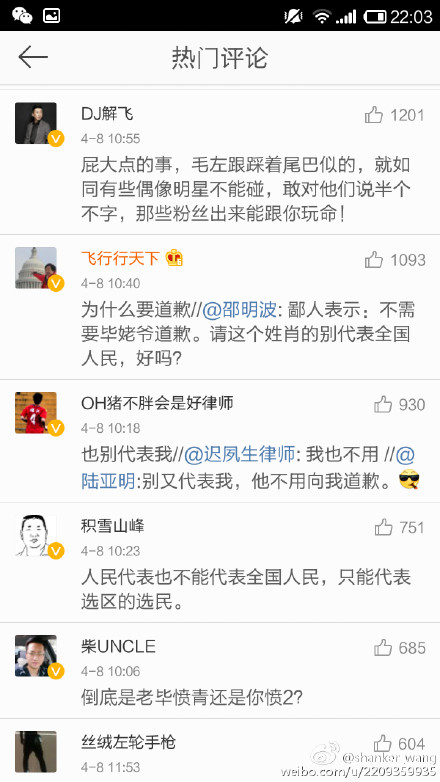 22:03
热门评论
DJ解飞
1201
4-8 10:55
屁大点的事，毛左跟踩着尾巴似的，就如
同有些偶像明星不能碰，敢对他们说半个
不字，那些粉丝出来能跟你玩命！
飞行行天下
1093
4-8 10:40
为什么要道歉//@邵明波: 鄙人表示：不需
要毕姥爷道歉。请这个姓肖的别代表全国
人民，好吗?
OH猪不胖会是好律师
930
4-8 10:18
也别代表我//@迟夙生律师: 我也不用 //@
陆亚明:别又代表我，他不用向我道歉。
积雪山峰
751
4-8 10:23
人民代表也不能代表全国人民，只能代表
选区的选民。
柴UNCLE
685
4-8 10:06
倒底是老毕愤青还是你愤2?
丝绒左轮手枪
604
4-8 11:53
@shanker_wang
weibo.com/u/2209359935